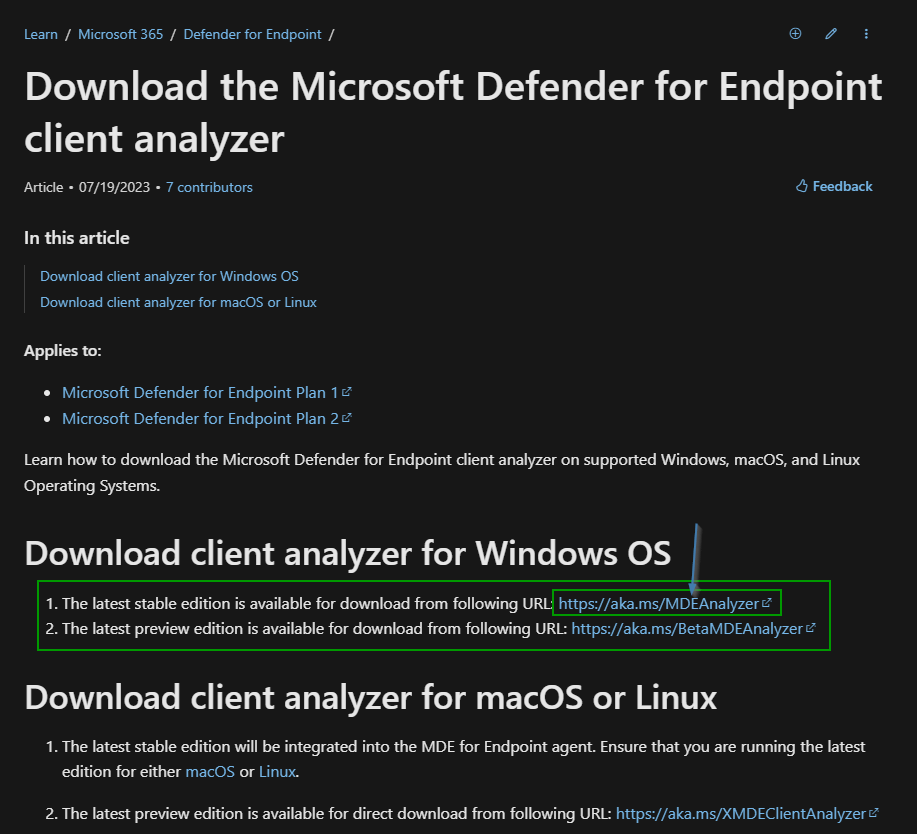 Learn / Microsoft 365 / Defender for Endpoint /
Download the Microsoft Defender for Endpoint
client analyzer
Article • 07/19/2023 • 7 contributors
Feedback
In this article
Download client analyzer for Windows OS
Download client analyzer for macOS or Linux
Applies to:
• Microsoft Defender for Endpoint Plan 1
• Microsoft Defender for Endpoint Plan 2
Learn how to download the Microsoft Defender for Endpoint client analyzer on supported Windows, macOS, and Linux
Operating Systems.
Download client analyzer for Windows OS
1. The latest stable edition is available for download from following URL: https://aka.ms/MDEAnalyzer
2. The latest preview edition is available for download from following URL: https://aka.ms/BetaMDEAnalyzer
Download client analyzer for macOS or Linux
1. The latest stable edition will be integrated into the MDE for Endpoint agent. Ensure that you are running the latest
edition for either macOS or Linux.
2. The latest preview edition is available for direct download from following URL: https://aka.ms/XMDEClientAnalyzer